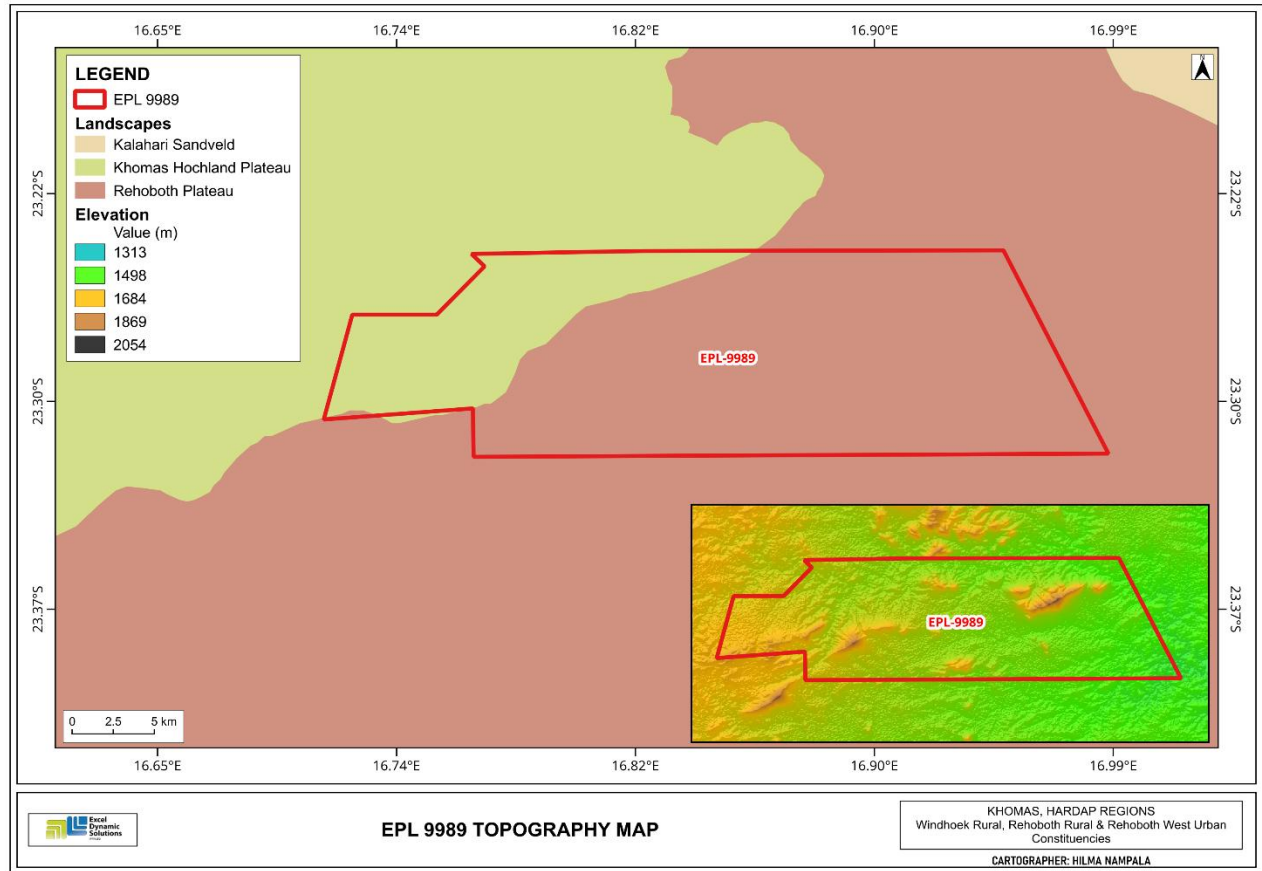 16.65°E 16.74°E 16.82°E 16.90°E 16.99°E
N
LEGEND
EPL 9989
Landscapes
Kalahari Sandveld
Khomas Hochland Plateau
Rehoboth Plateau
Elevation
Value (m)
1313
1498
1684
1869
2054
23.22°S 23.22°S
EPL-9989
23.30°S 23.30°S
23.37°S 23.37°S
EPL-9989
0 2.5 5 km
16.65°E 16.74°E 16.82°E 16.90°E 16.99°E
Excel
Dynamic
Solutions
EPL 9989 TOPOGRAPHY MAP
KHOMAS, HARDAP REGIONS
Windhoek Rural, Rehoboth Rural & Rehoboth West Urban
Constituencies
CARTOGRAPHER: HILMA NAMPALA